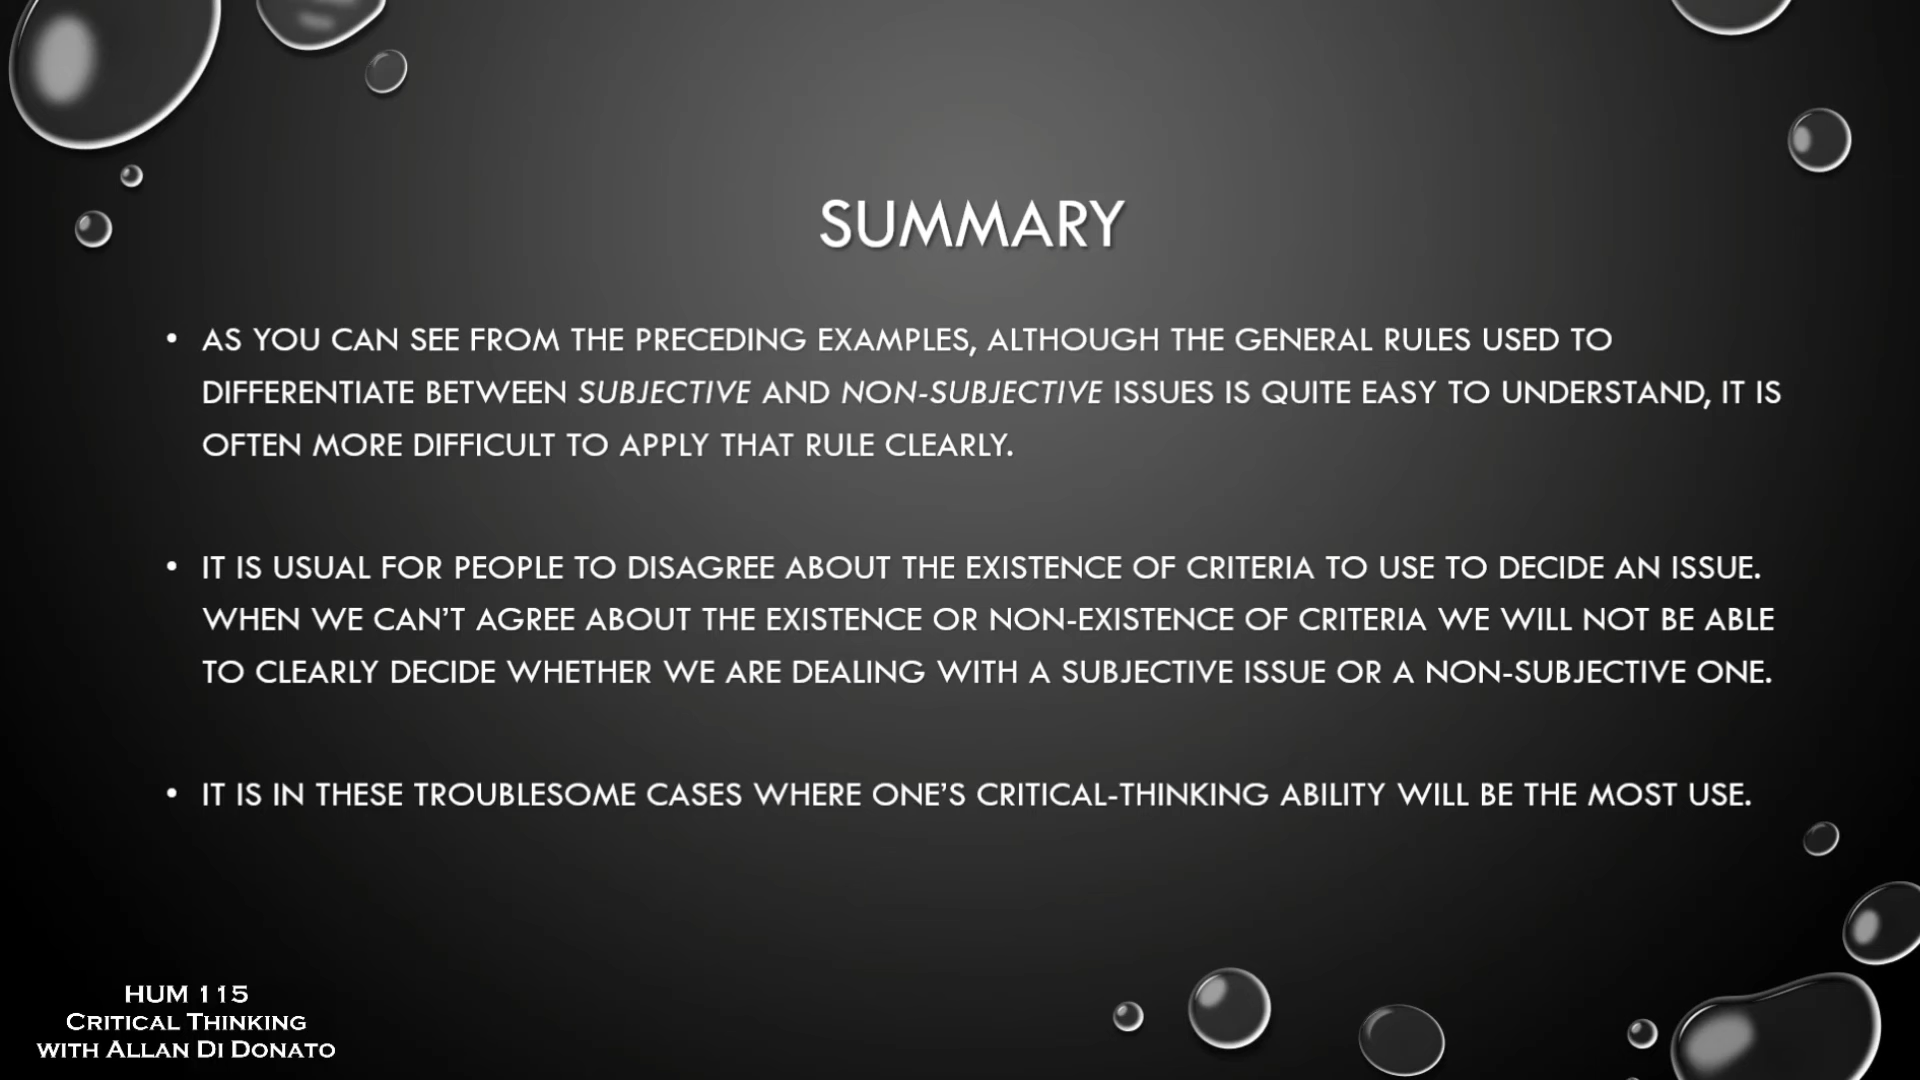 SUMMARY
• AS YOU CAN SEE FROM THE PRECEDING EXAMPLES, ALTHOUGH THE GENERAL RULES USED TO
DIFFERENTIATE BETWEEN SUBJECTIVE AND NON-SUBJECTIVE ISSUES IS QUITE EASY TO UNDERSTAND, IT IS
OFTEN MORE DIFFICULT TO APPLY THAT RULE CLEARLY.
• IT IS USUAL FOR PEOPLE TO DISAGREE ABOUT THE EXISTENCE OF CRITERIA TO USE TO DECIDE AN ISSUE.
WHEN WE CAN’T AGREE ABOUT THE EXISTENCE OR NON-EXISTENCE OF CRITERIA WE WILL NOT BE ABLE
TO CLEARLY DECIDE WHETHER WE ARE DEALING WITH A SUBJECTIVE ISSUE OR A NON-SUBJECTIVE ONE.
• IT IS IN THESE TROUBLESOME CASES WHERE ONE’S CRITICAL-THINKING ABILITY WILL BE THE MOST USE.
HUM 115
CRITICAL THINKING
WITH ALLAN DI DONATO